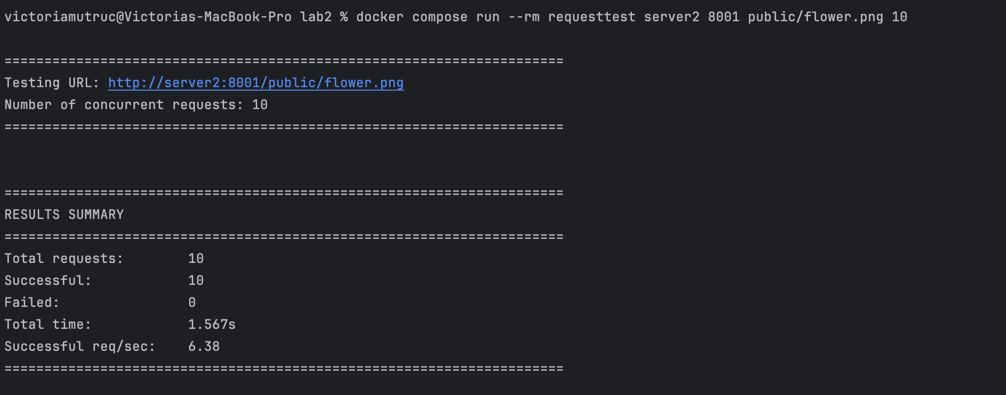 victoriamutruc@Victorias-MacBook-Pro lab2 % docker compose run --rm requesttest server2 8001 public/flower.png 10
======================================================================
Testing URL: http://server2:8001/public/flower.png
Number of concurrent requests: 10
======================================================================
======================================================================
RESULTS SUMMARY
======================================================================
Total requests:        10
Successful:            10
Failed:                0
Total time:            1.567s
Successful req/sec:    6.38
======================================================================